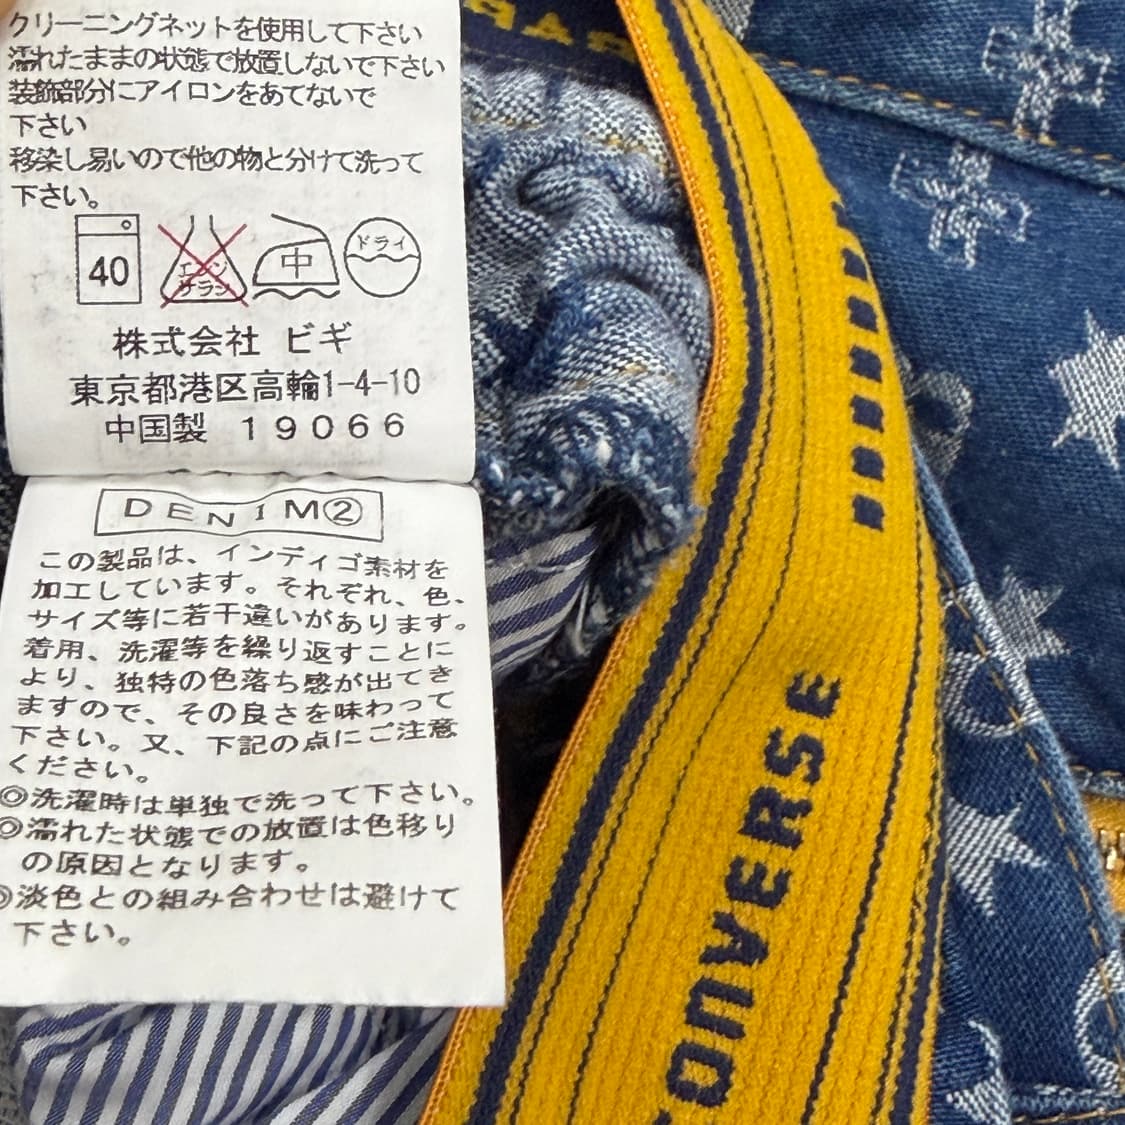 クリーニングネットを使用して下さい
濡れたままの状態で放置しないで下さい
装飾部分にアイロンをあてないで
下さい
移染し易いので他の物と分けて洗って
下さい。
40
エンソ
サラシ
中
ドライ
株式会社 ビギ
東京都港区高輪1-4-10
中国製 19066
DENIM②
この製品は、インディゴ素材を
加工しています。それぞれ、色、
サイズ等に若干違いがあります。
着用、洗濯等を繰り返すことに
より、独特の色落ち感が出てき
ますので、その良さを味わって
下さい。又、下記の点にご注意
ください。
◎洗濯時は単独で洗って下さい。
◎濡れた状態での放置は色移り
の原因となります。
◎淡色との組み合わせは避けて
下さい。
CONVERSE